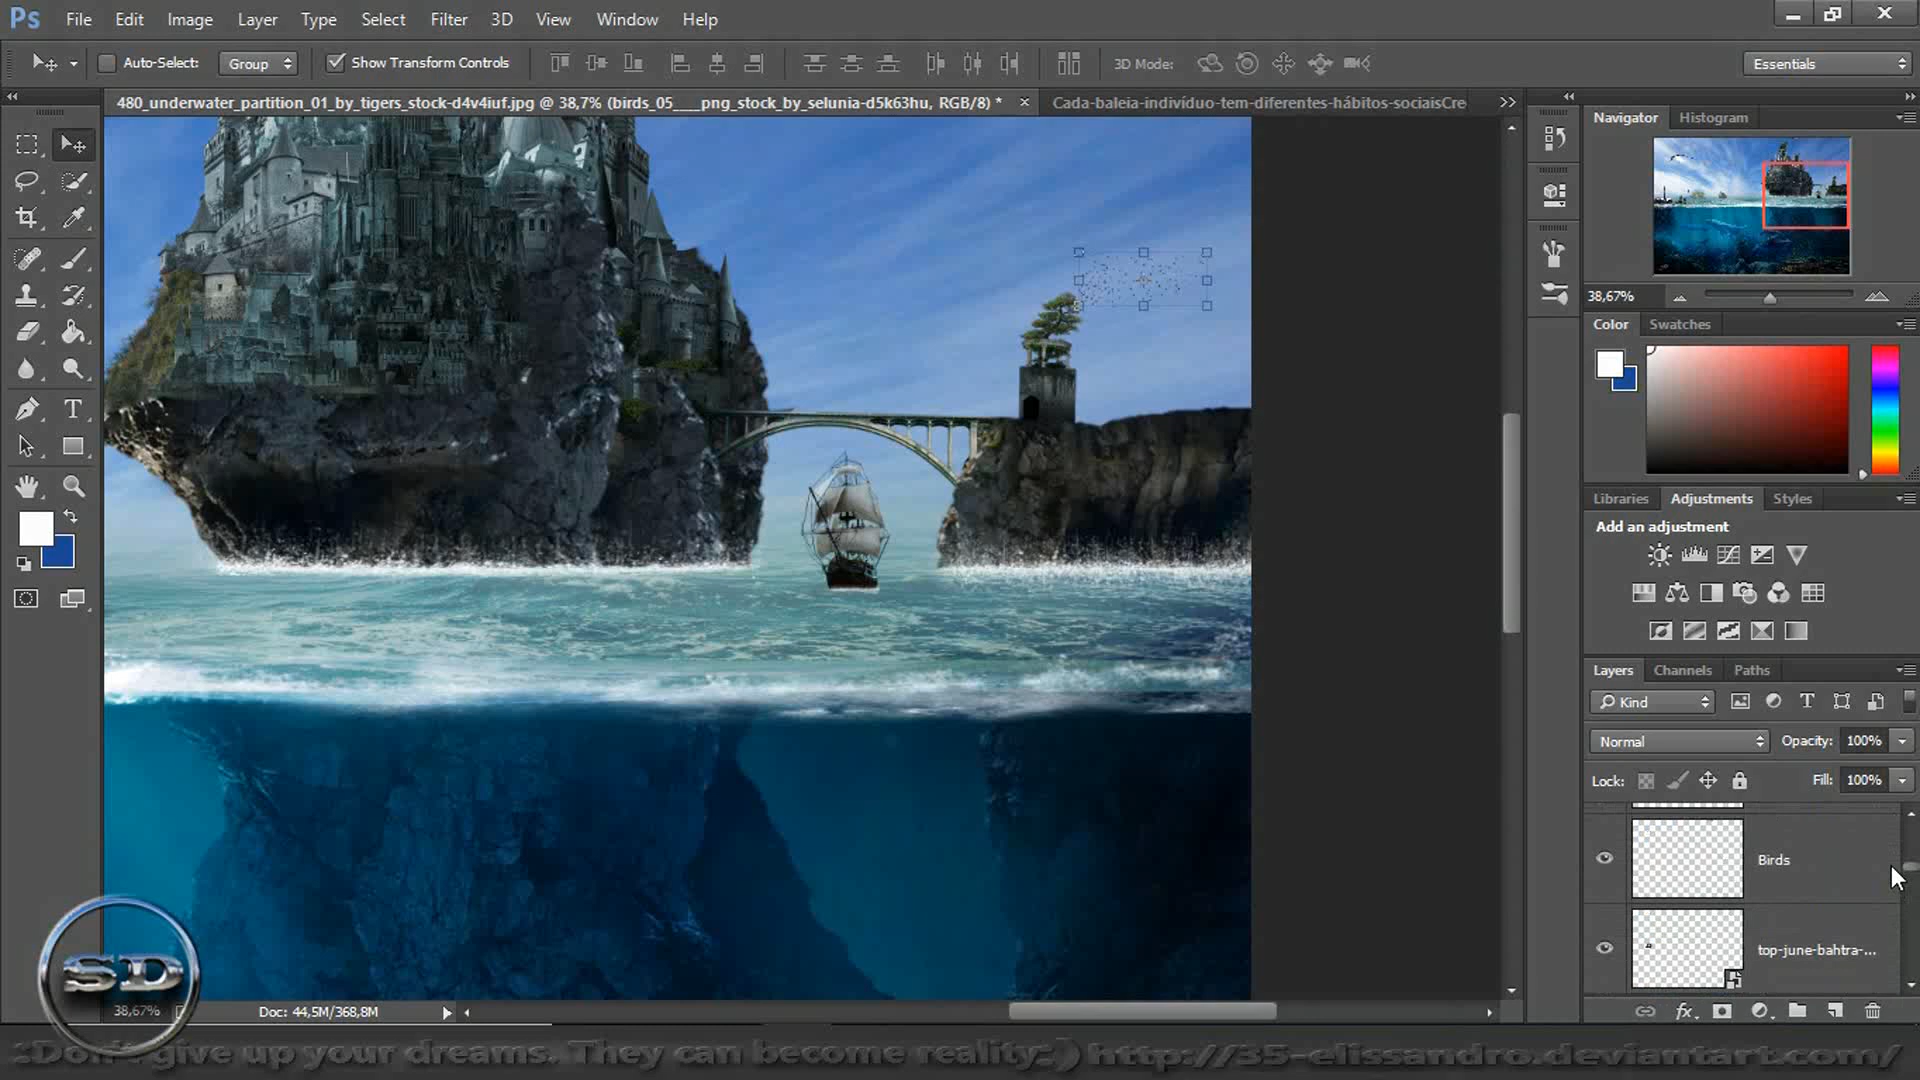 Ps File Edit Image Layer Type Select Filter 3D View Window Help
Auto-Select: Group Show Transform Controls 3D Mode: Essentials
480_underwater_partition_01_by_tigers_stock-d4v4iuf.jpg @ 38,7% (birds_05___png_stock_by_selunia-d5k63hu, RGB/8) * Cada-baleia-indivíduo-tem-diferentes-hábitos-sociaisCre
Navigator Histogram
38,67%
Color Swatches
Libraries Adjustments Styles
Add an adjustment
Layers Channels Paths
Kind
Normal Opacity: 100%
Lock: Fill: 100%
Birds
top-june-bahtra-...
SD
38,67% Doc: 44,5M/368,8M
:Don't give up your dreams. They can become reality:) http://35-elissandro.deviantart.com/